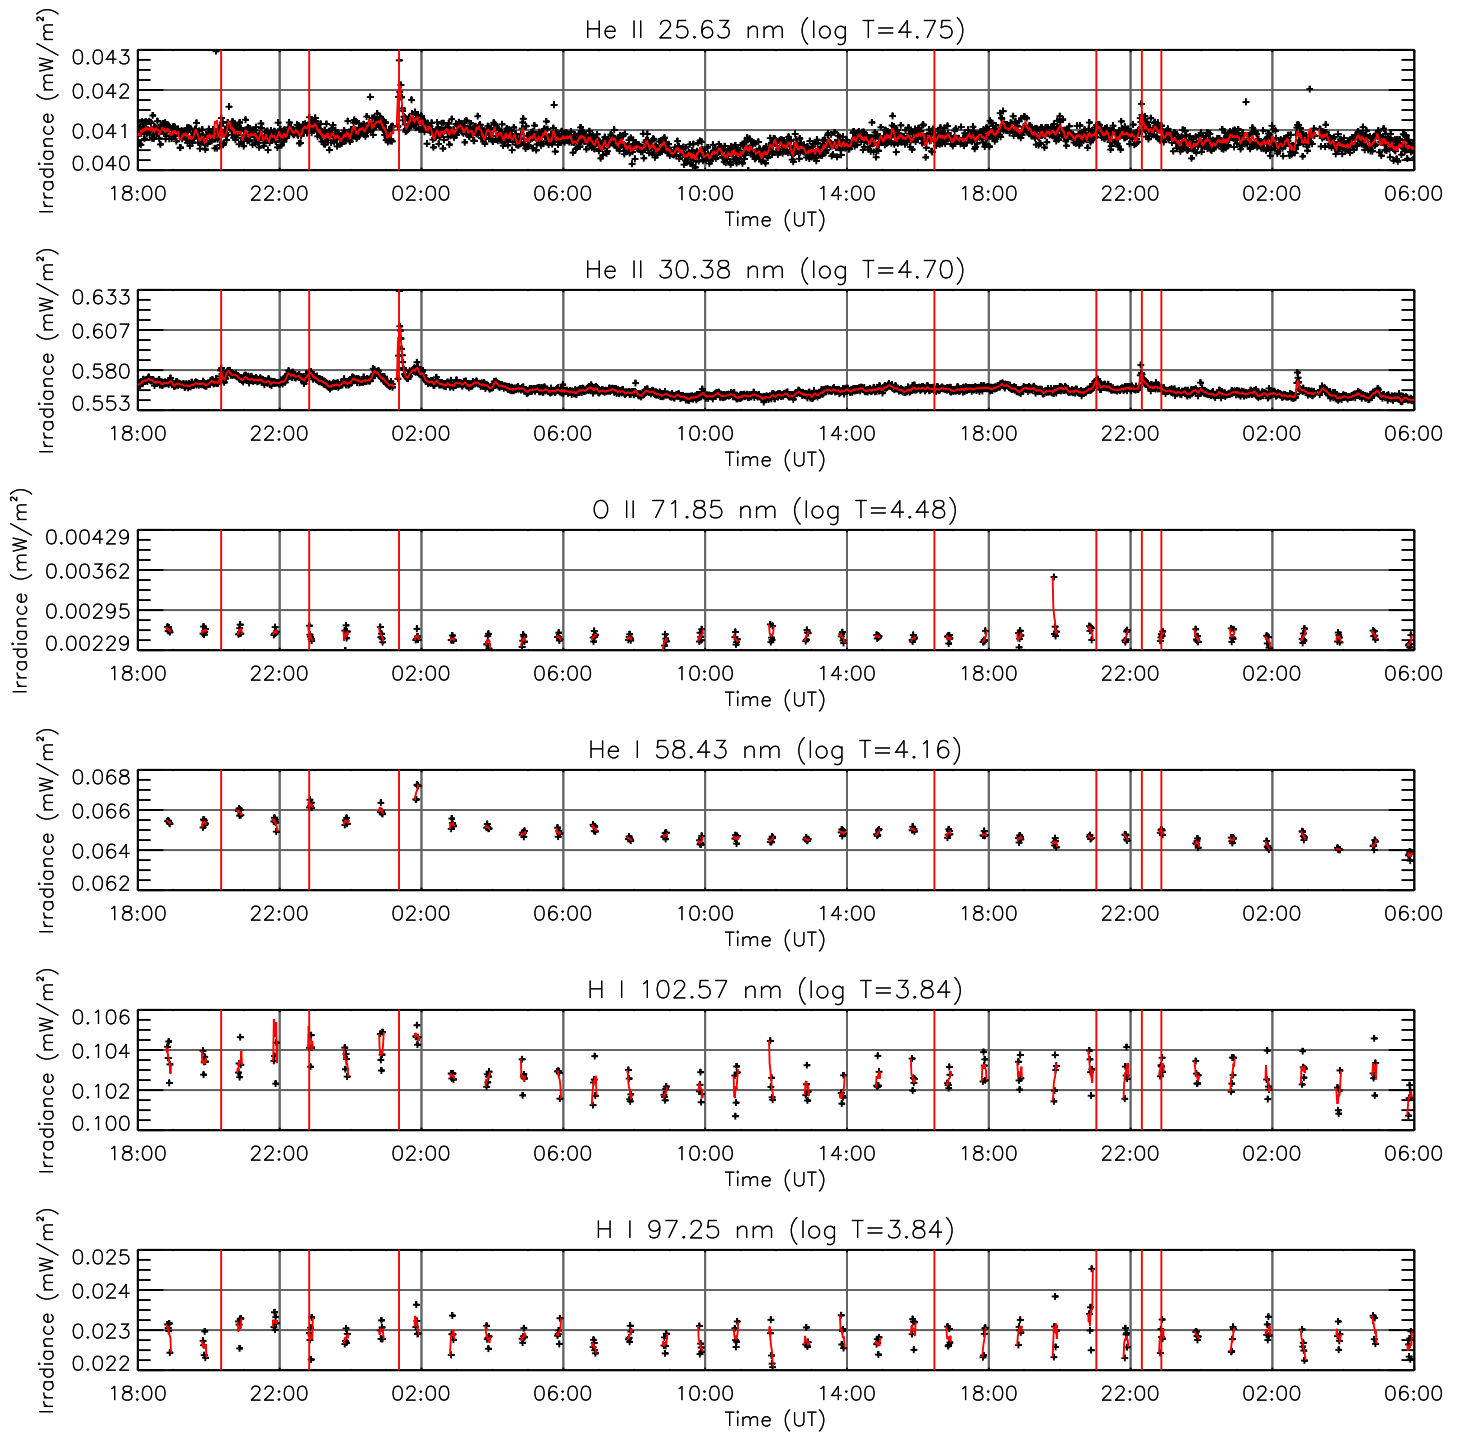 He II 25.63 nm (log T=4.75)
Irradiance (mW/m²)
0.043
0.042
0.041
0.040
18:00 22:00 02:00 06:00 10:00 14:00 18:00 22:00 02:00 06:00
Time (UT)
He II 30.38 nm (log T=4.70)
Irradiance (mW/m²)
0.633
0.607
0.580
0.553
18:00 22:00 02:00 06:00 10:00 14:00 18:00 22:00 02:00 06:00
Time (UT)
O II 71.85 nm (log T=4.48)
Irradiance (mW/m²)
0.00429
0.00362
0.00295
0.00229
18:00 22:00 02:00 06:00 10:00 14:00 18:00 22:00 02:00 06:00
Time (UT)
He I 58.43 nm (log T=4.16)
Irradiance (mW/m²)
0.068
0.066
0.064
0.062
18:00 22:00 02:00 06:00 10:00 14:00 18:00 22:00 02:00 06:00
Time (UT)
H I 102.57 nm (log T=3.84)
Irradiance (mW/m²)
0.106
0.104
0.102
0.100
18:00 22:00 02:00 06:00 10:00 14:00 18:00 22:00 02:00 06:00
Time (UT)
H I 97.25 nm (log T=3.84)
Irradiance (mW/m²)
0.025
0.024
0.023
0.022
18:00 22:00 02:00 06:00 10:00 14:00 18:00 22:00 02:00 06:00
Time (UT)